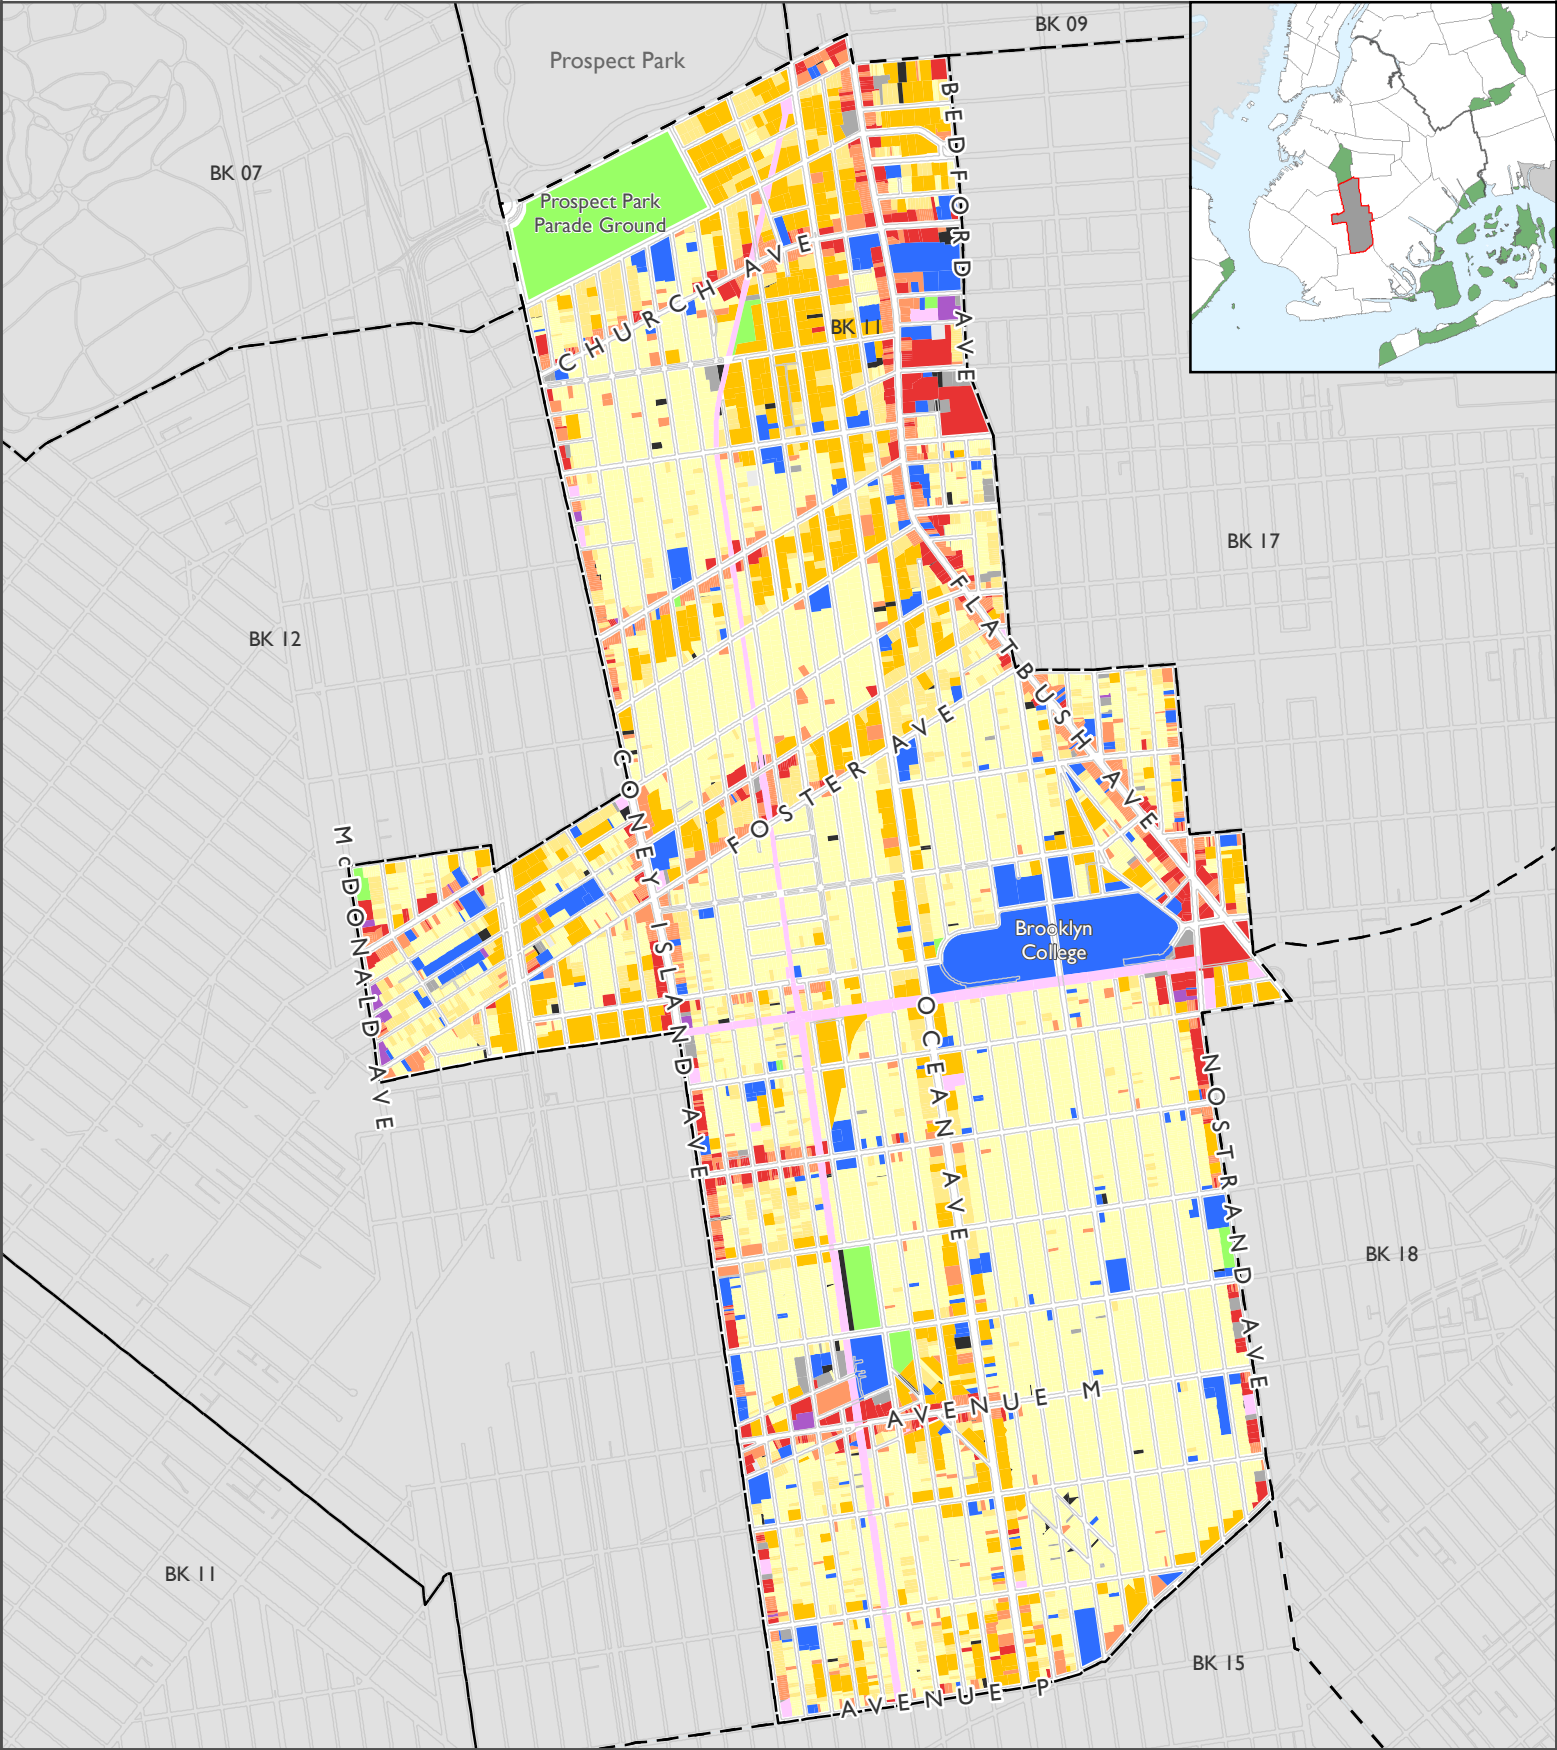 BK 09
Prospect Park
BEDFORD AVE
BK 07
Prospect Park
Parade Ground
CHURCH AVE
BK 11
BK 17
FLATBUSH AVE
BK 12
FOSTER AVE
CONEY ISLAND AVE
McDONALD AVE
Brooklyn
College
OCEAN AVE
NOSTRAND AVE
BK 18
AVENUE M
BK 11
BK 15
AVENUE P